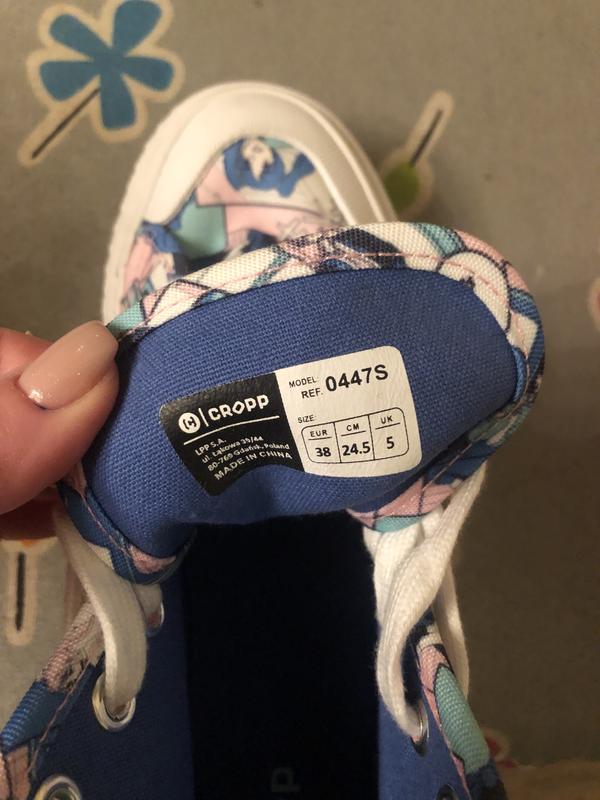 CROPP
LPP S.A.
ul. Łąkowa 39/44
80-769 Gdańsk, Poland
MADE IN CHINA
MODEL:
REF. 0447S
SIZE:
EUR CM UK
38 24.5 5
P